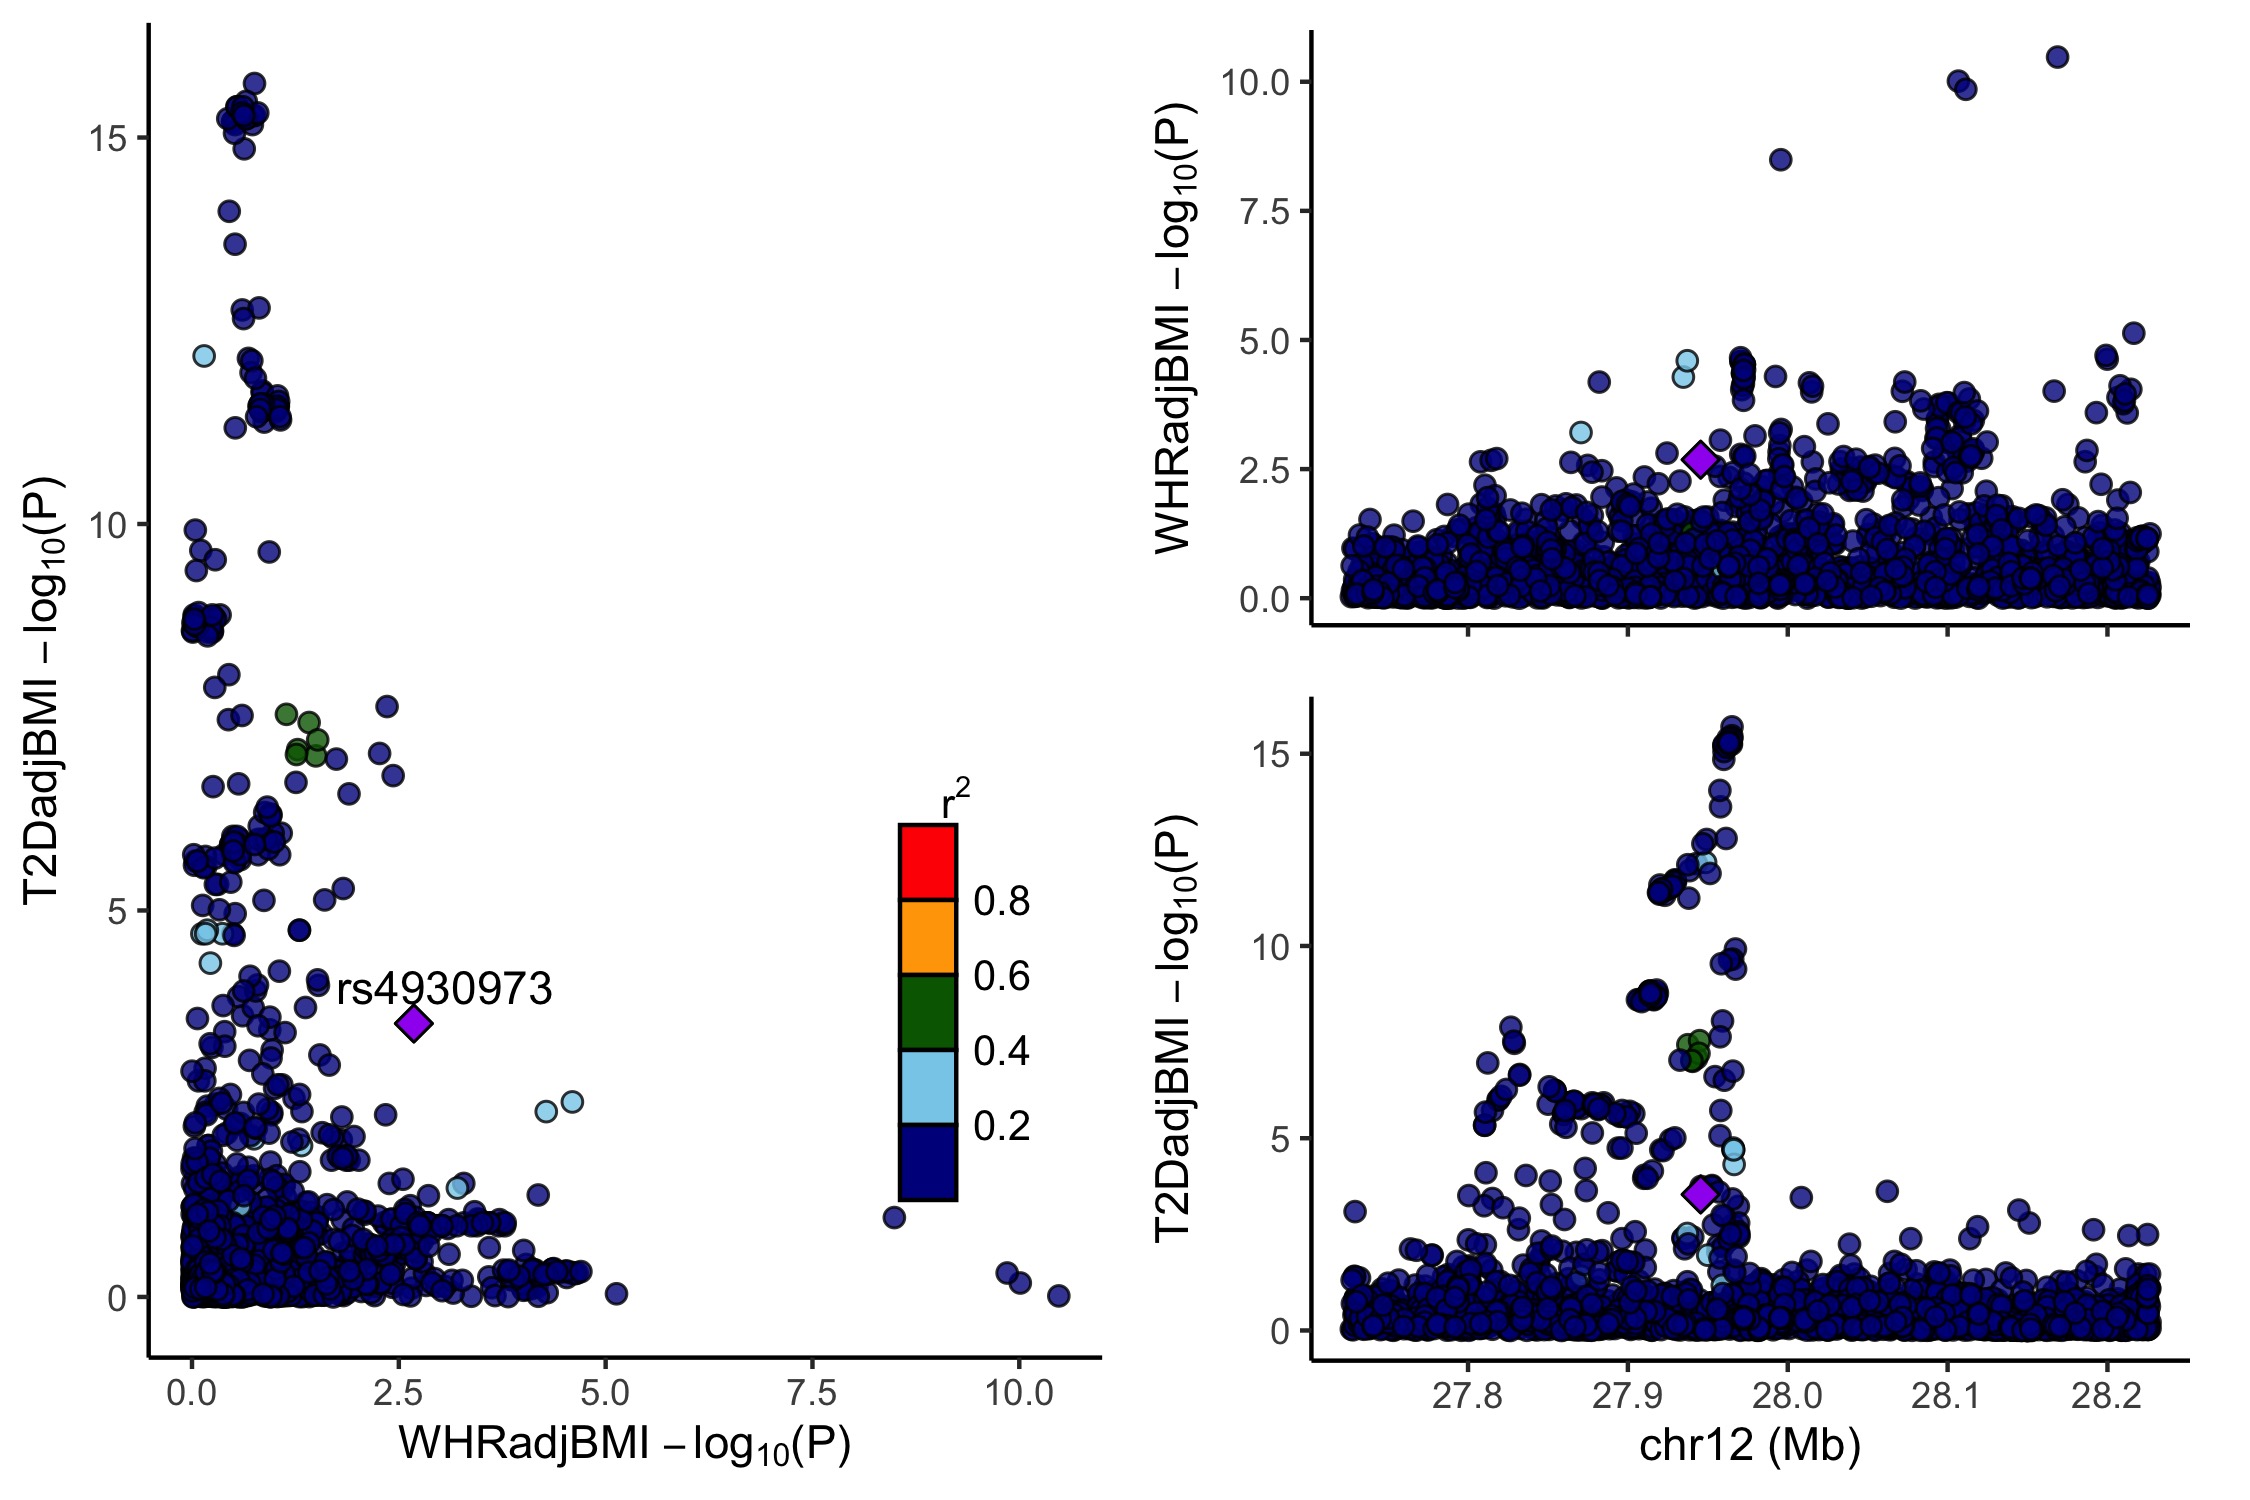 T2DadjBMI −log10(P)
15
10
5
0
rs4930973
r2
0.8
0.6
0.4
0.2
0.0 2.5 5.0 7.5 10.0
WHRadjBMI −log10(P)
WHRadjBMI −log10(P)
10.0
7.5
5.0
2.5
0.0
T2DadjBMI −log10(P)
15
10
5
0
27.8 27.9 28.0 28.1 28.2
chr12 (Mb)